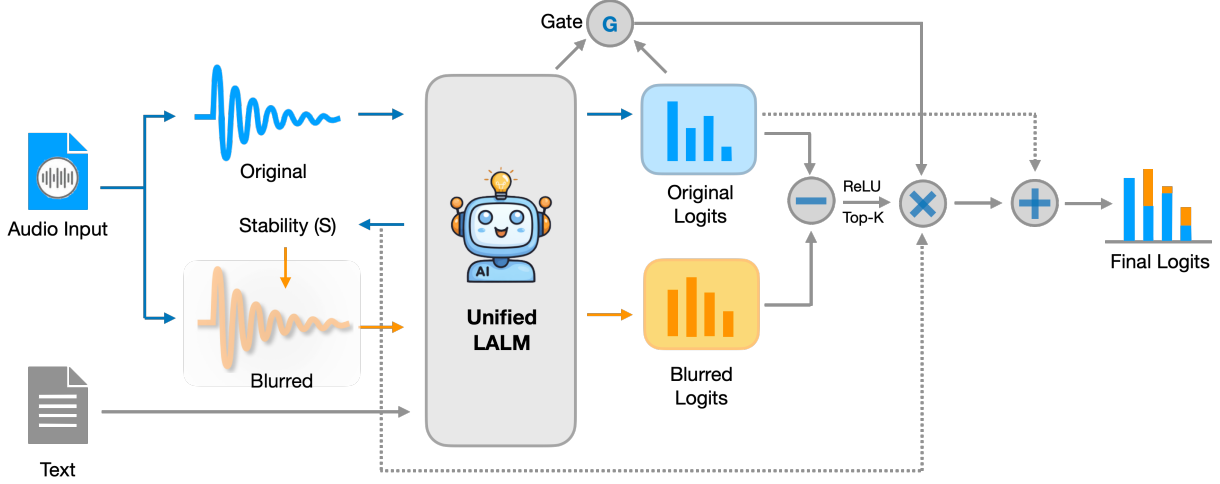 Gate
G
Original
Audio Input
Stability (S)
Blurred
Text
AI
Unified
LALM
Original
Logits
Blurred
Logits
ReLU
Top-K
Final Logits